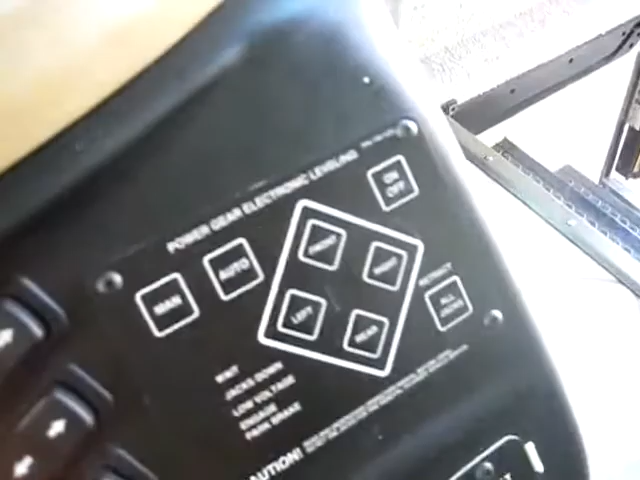 POWER GEAR ELECTRONIC LEVELING
ON
OFF
MAN
AUTO
FRONT
RIGHT
LEFT
REAR
RETRACT
ALL
JACKS
WAIT
JACKS DOWN
LOW VOLTAGE
ENGAGE
PARK BRAKE
AUTION!